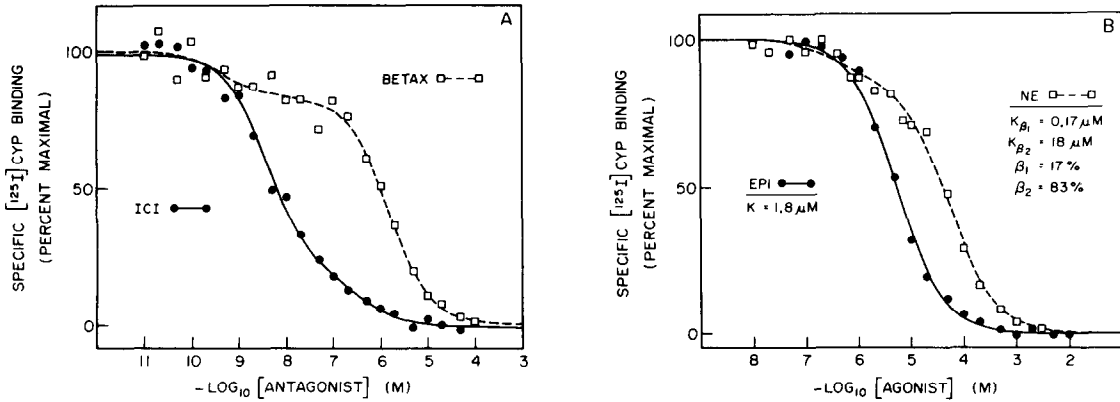 A
SPECIFIC [125I] CYP BINDING
(PERCENT MAXIMAL)
100
50
0
BETAX
ICI
11 10 9 8 7 6 5 4 3
-LOG10 [ANTAGONIST] (M)
B
SPECIFIC [125I] CYP BINDING
(PERCENT MAXIMAL)
100
50
0
NE
Kβ1 = 0.17 μM
Kβ2 = 18 μM
β1 = 17 %
β2 = 83 %
EPI
K = 1.8 μM
8 7 6 5 4 3 2
-LOG10 [AGONIST] (M)